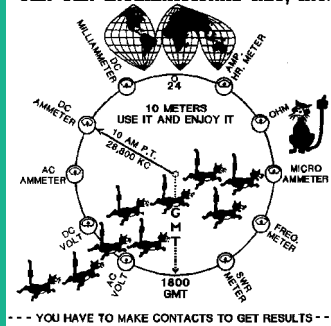 DC
MILLIAMMETER
AMP.
HR. METER
24
10 METERS
USE IT AND ENJOY IT
DC
AMMETER
OHM
10 AM P.T.
28,800 KC
AC
AMMETER
MICRO
AMMETER
GMT
DC
VOLT
FREQ.
METER
AC
VOLT
1800
GMT
SWR
METER
- - - YOU HAVE TO MAKE CONTACTS TO GET RESULTS - - -